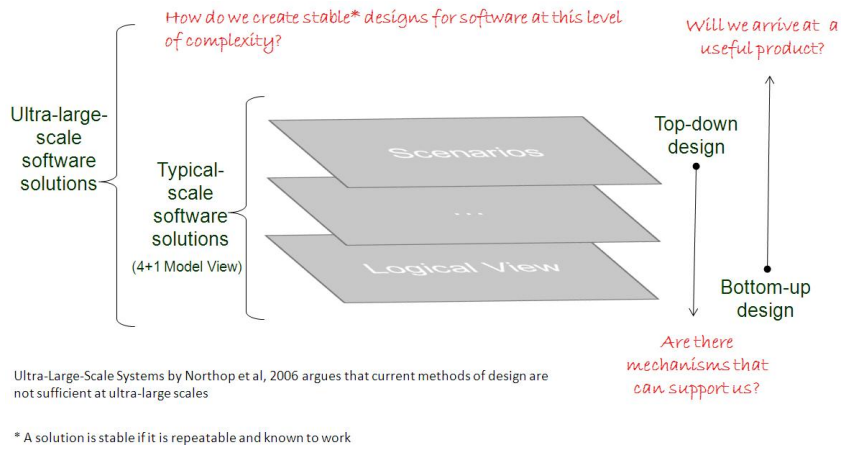 How do we create stable* designs for software at this level
of complexity?
Will we arrive at a
useful product?
Ultra-large-
scale
software
solutions
Typical-
scale
software
solutions
(4+1 Model View)
Scenarios
...
Logical View
Top-down
design
Bottom-up
design
Are there
mechanisms that
can support us?
Ultra-Large-Scale Systems by Northop et al, 2006 argues that current methods of design are
not sufficient at ultra-large scales
* A solution is stable if it is repeatable and known to work